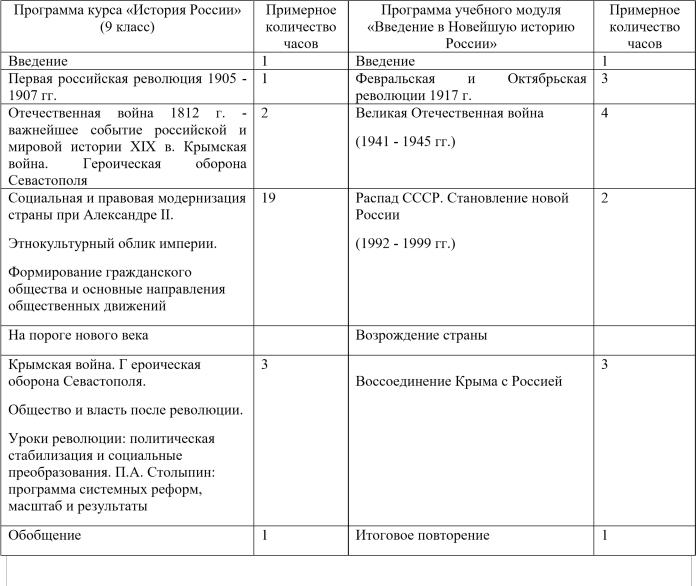 Программа курса «История России»
(9 класс)
Примерное
количество
часов
Программа учебного модуля
«Введение в Новейшую историю
России»
Примерное
количество
часов
Введение
1
Введение
1
Первая российская революция 1905 -
1907 гг.
1
Февральская и Октябрьская
революции 1917 г.
3
Отечественная война 1812 г. -
важнейшее событие российской и
мировой истории XIX в. Крымская
война. Героическая оборона
Севастополя
2
Великая Отечественная война
(1941 - 1945 гг.)
4
Социальная и правовая модернизация
страны при Александре II.
Этнокультурный облик империи.
Формирование гражданского
общества и основные направления
общественных движений
19
Распад СССР. Становление новой
России
(1992 - 1999 гг.)
2
На пороге нового века
Возрождение страны
Крымская война. Г ероическая
оборона Севастополя.
Общество и власть после революции.
Уроки революции: политическая
стабилизация и социальные
преобразования. П.А. Столыпин:
программа системных реформ,
масштаб и результаты
3
Воссоединение Крыма с Россией
3
Обобщение
1
Итоговое повторение
1